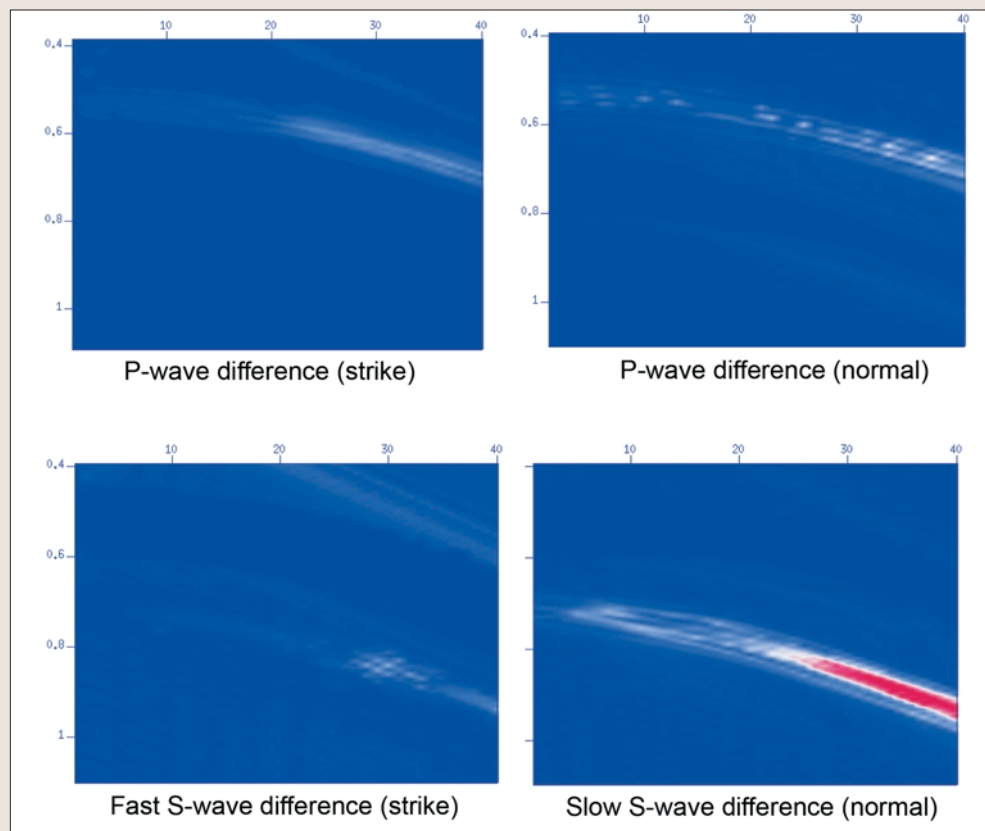 10 20 30 40
0.4
0.6
0.8
1
P-wave difference (strike)
10 20 30 40
0.4
0.6
0.8
1
P-wave difference (normal)
10 20 30 40
0.4
0.6
0.8
1
Fast S-wave difference (strike)
10 20 30 40
Slow S-wave difference (normal)